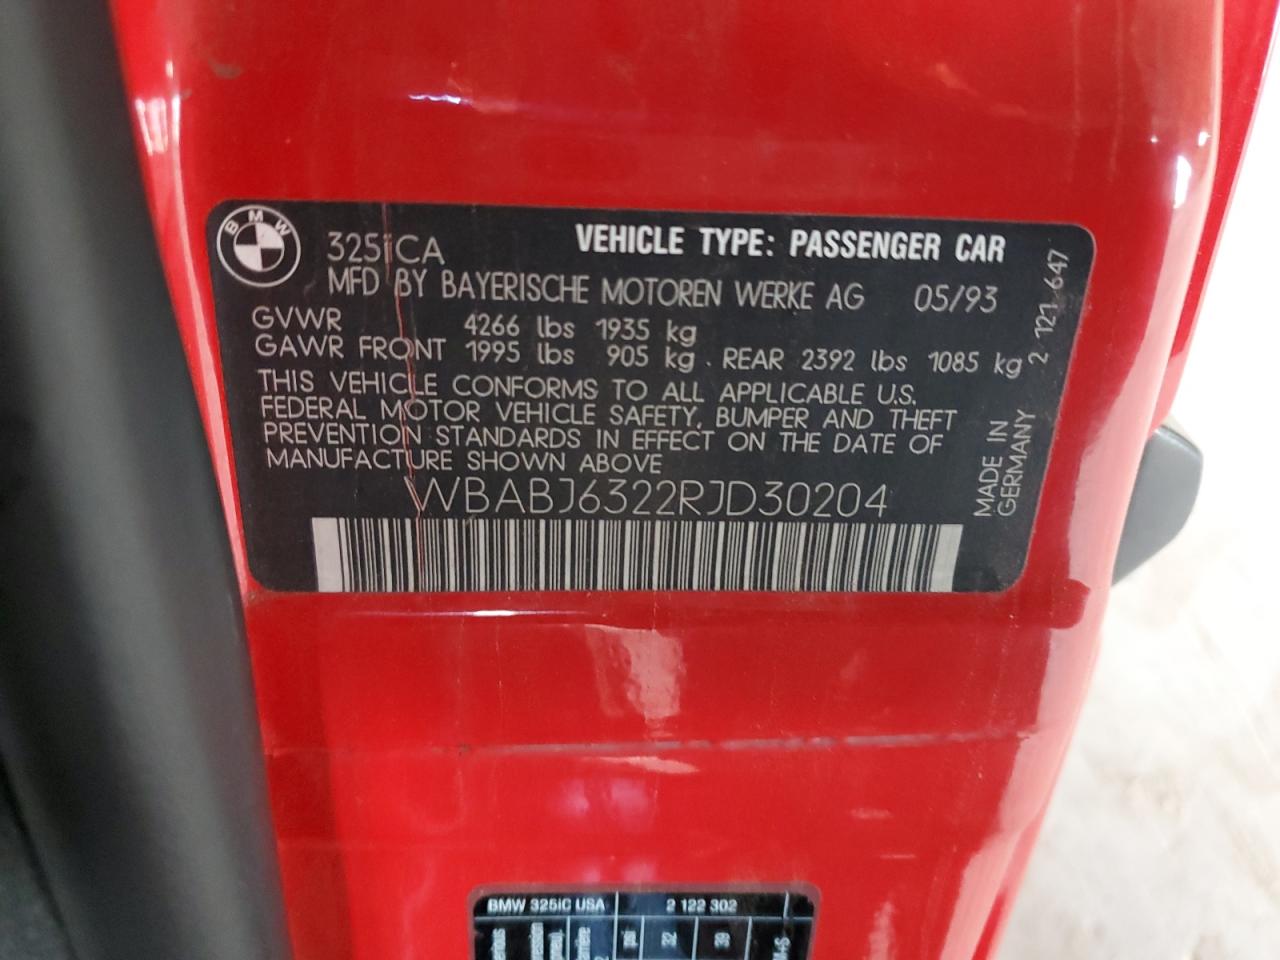 BMW
325iCA VEHICLE TYPE: PASSENGER CAR
MFD BY BAYERISCHE MOTOREN WERKE AG 05/93
GVWR 4266 lbs 1935 kg
GAWR FRONT 1995 lbs 905 kg . REAR 2392 lbs 1085 kg
THIS VEHICLE CONFORMS TO ALL APPLICABLE U.S.
FEDERAL MOTOR VEHICLE SAFETY, BUMPER AND THEFT
PREVENTION STANDARDS IN EFFECT ON THE DATE OF
MANUFACTURE SHOWN ABOVE
WBABJ6322RJD30204
2 121 647
MADE IN
GERMANY
BMW 325iC USA 2 122 302
psi 32 39